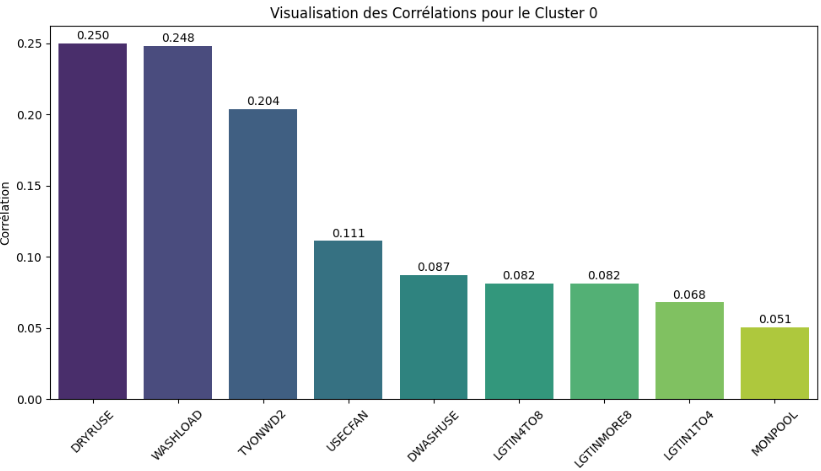 Visualisation des Corrélations pour le Cluster 0
Corrélation
0.25
0.20
0.15
0.10
0.05
0.00
0.250
0.248
0.204
0.111
0.087
0.082
0.082
0.068
0.051
DRYRUSE
WASHLOAD
TVONWD2
USECFAN
DWASHUSE
LGTIN4TO8
LGTINMORE8
LGTIN1TO4
MONPOOL